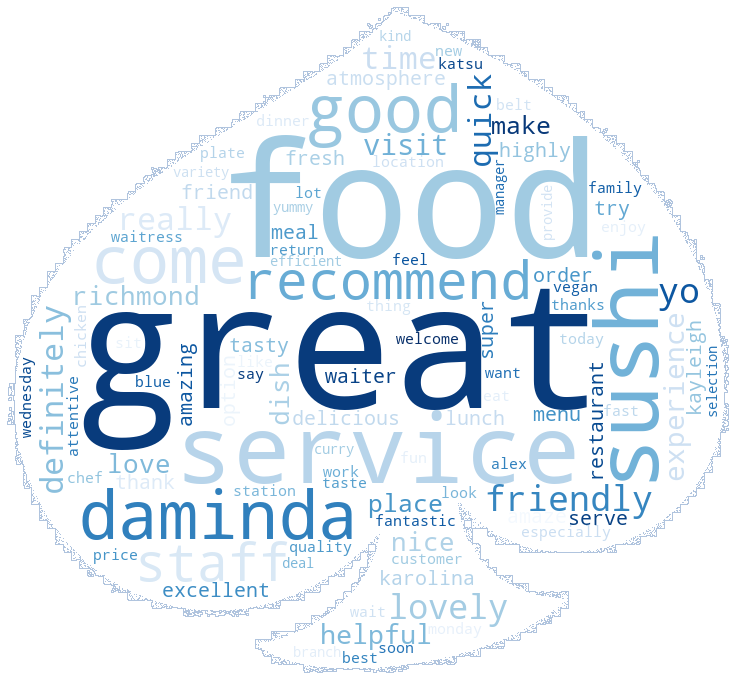 kind
time
new
katsu
atmosphere
good
quick
belt
dinner
make
visit
plate
fresh
location
highly
variety
friend
lot
manager
family
yummy
try
provide
really
food
enjoy
waitress
meal
return
efficient
feel
come
recommend
order
sushi
yo
vegan
richmond
thing
thanks
great
super
welcome
today
definitely
chicken
sit
tasty
amazing
option
like
experience
kayleigh
selection
wednesday
attentive
blue
say
waiter
want
restaurant
dish
eat
delicious
lunch
menu
fast
service
curry
fun
love
alex
chef
thank
work
taste
station
look
daminda
place
friendly
fantastic
serve
especially
price
staff
quality
deal
nice
customer
excellent
karolina
wait
lovely
helpful
monday
branch
best
soon